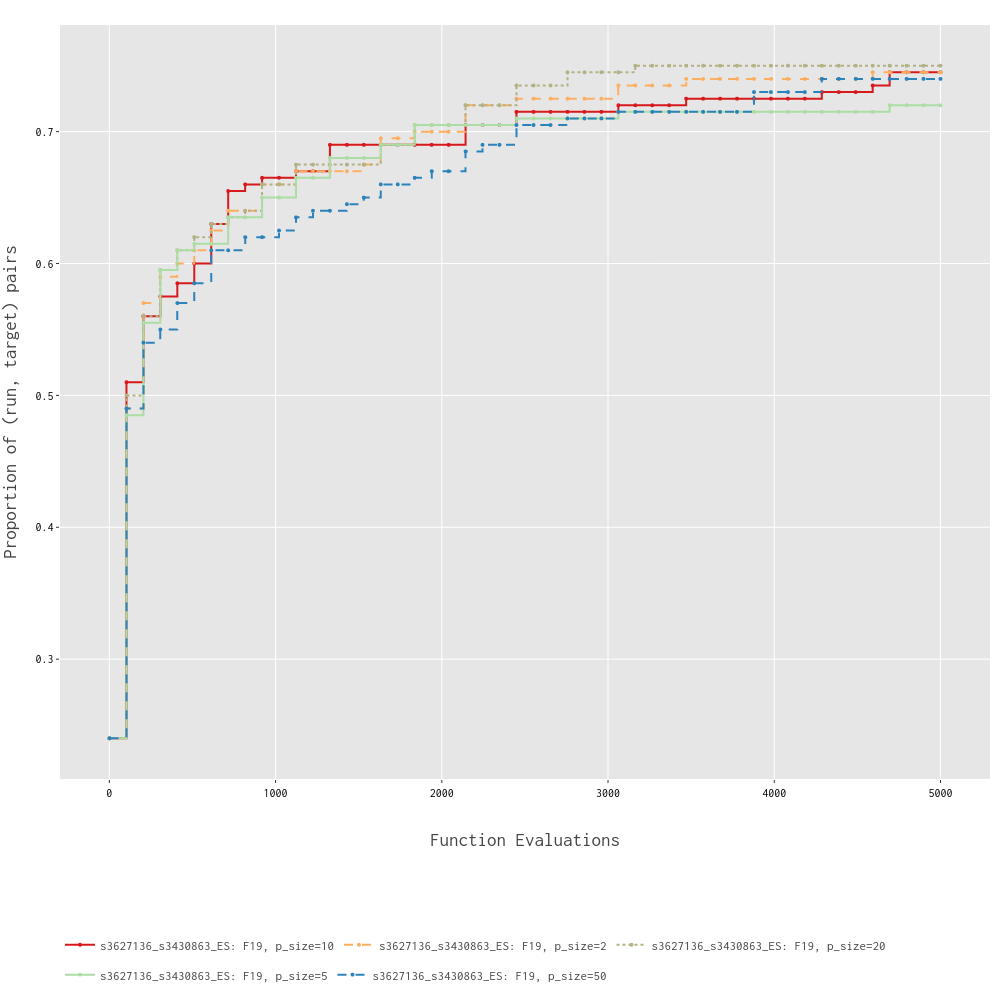 Proportion of (run, target) pairs
0.7
0.6
0.5
0.4
0.3
0 1000 2000 3000 4000 5000
Function Evaluations
s3627136_s3430863_ES: F19, p_size=10 s3627136_s3430863_ES: F19, p_size=2 s3627136_s3430863_ES: F19, p_size=20
s3627136_s3430863_ES: F19, p_size=5 s3627136_s3430863_ES: F19, p_size=50